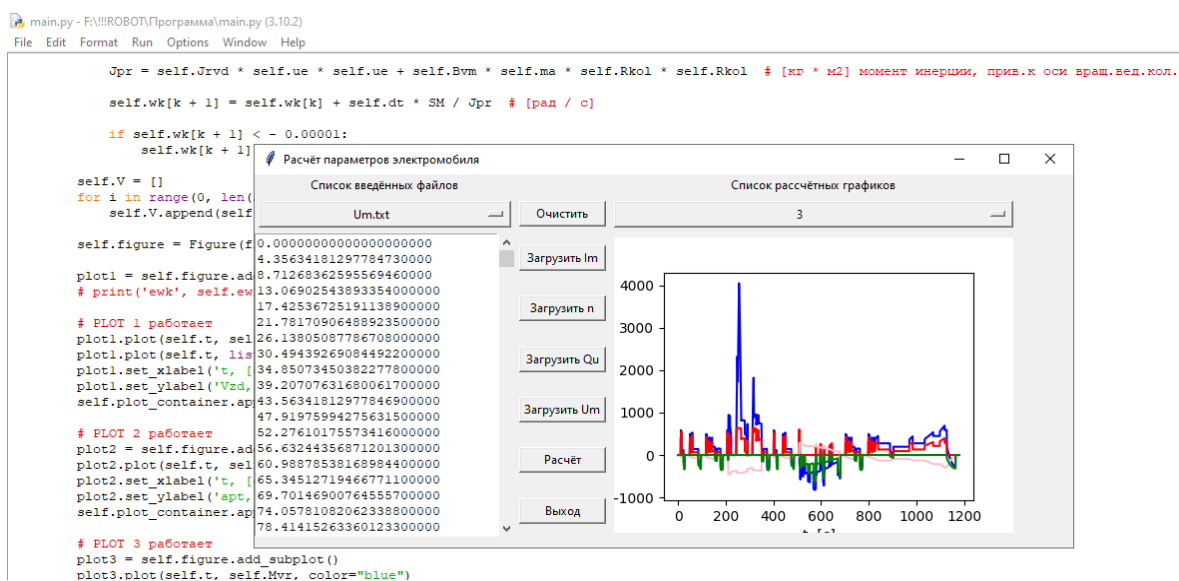 main.py - F:\!!!ROBOT\Программа\main.py (3.10.2)
File Edit Format Run Options Window Help
Jpr = self.Jrvd * self.ue * self.ue + self.Bvm * self.ma * self.Rkol * self.Rkol # [кг * м2] момент инерции, прив.к оси вращ.вед.кол.
self.wk[k + 1] = self.wk[k] + self.dt * SM / Jpr # [рад / с]
if self.wk[k + 1] < - 0.00001:
self.wk[k + 1]
self.V = []
for i in range(0, len(
self.V.append(self
self.figure = Figure(f
plot1 = self.figure.ad
# print('ewk', self.ew
# PLOT 1 работает
plot1.plot(self.t, sel
plot1.plot(self.t, lis
plot1.set_xlabel('t, [
plot1.set_ylabel('Vzd,
self.plot_container.ap
# PLOT 2 работает
plot2 = self.figure.ad
plot2.plot(self.t, sel
plot2.set_xlabel('t, [
plot2.set_ylabel('apt,
self.plot_container.ap
# PLOT 3 работает
plot3 = self.figure.add_subplot()
plot3.plot(self.t, self.Mvr, color="blue")
Расчёт параметров электромобиля
Список введённых файлов
Um.txt
0.00000000000000000000
4.35634181297784730000
8.71268362595569460000
13.06902543893354000000
17.42536725191138900000
21.78170906488923500000
26.13805087786708000000
30.49439269084492200000
34.85073450382277800000
39.20707631680061700000
43.56341812977846900000
47.91975994275631500000
52.27610175573416000000
56.63244356871201300000
60.98878538168984400000
65.34512719466771100000
69.70146900764555700000
74.05781082062338800000
78.41415263360123300000
Очистить
Загрузить Im
Загрузить n
Загрузить Qu
Загрузить Um
Расчёт
Выход
Список рассчётных графиков
3
4000
3000
2000
1000
0
-1000
0 200 400 600 800 1000 1200